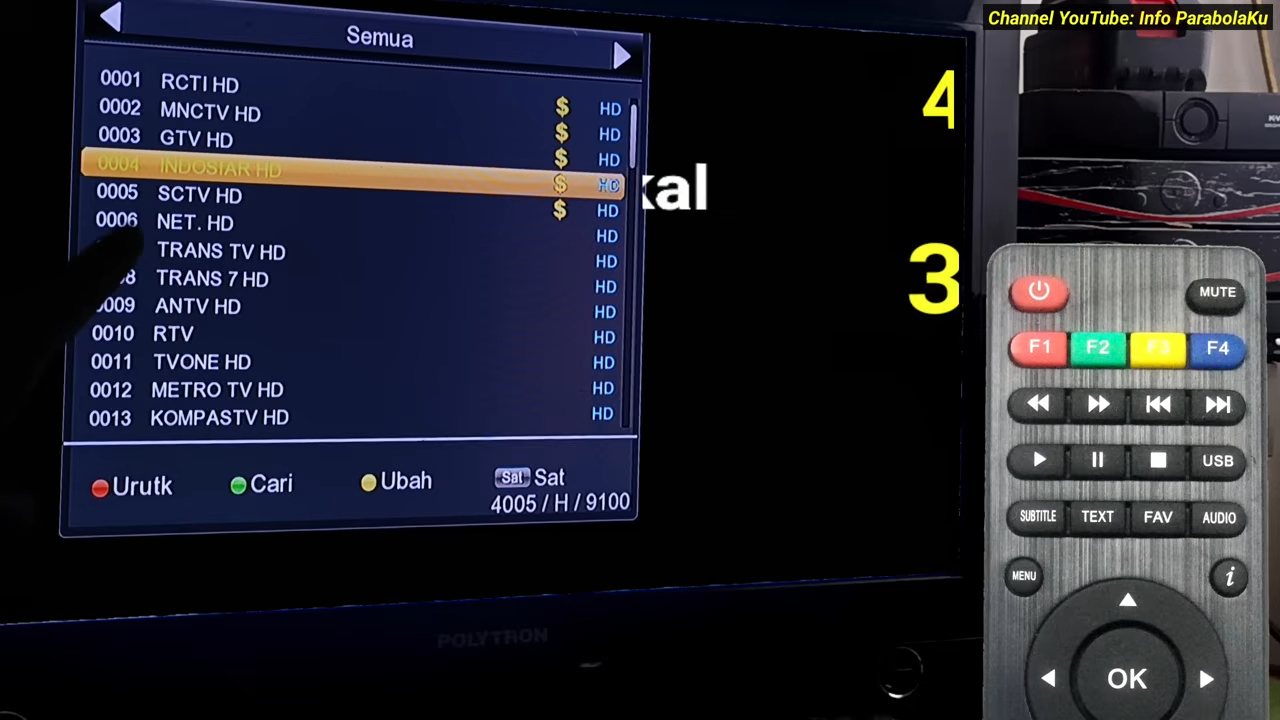 Channel YouTube: Info ParabolaKu
Semua
0001 RCTI HD
0002 MNCTV HD $ HD
0003 GTV HD $ HD
0004 INDOSIAR HD $ HD
0005 SCTV HD $ HD
0006 NET. HD $ HD
TRANS TV HD HD
8 TRANS 7 HD HD
0009 ANTV HD HD
0010 RTV HD
0011 TVONE HD HD
0012 METRO TV HD HD
0013 KOMPASTV HD HD
HD
Urutk Cari Ubah Sat Sat
4005 / H / 9100
kal
4
3
POLYTRON
MUTE
F1 F2 F3 F4
USB
SUBTITLE TEXT FAV AUDIO
MENU i
OK